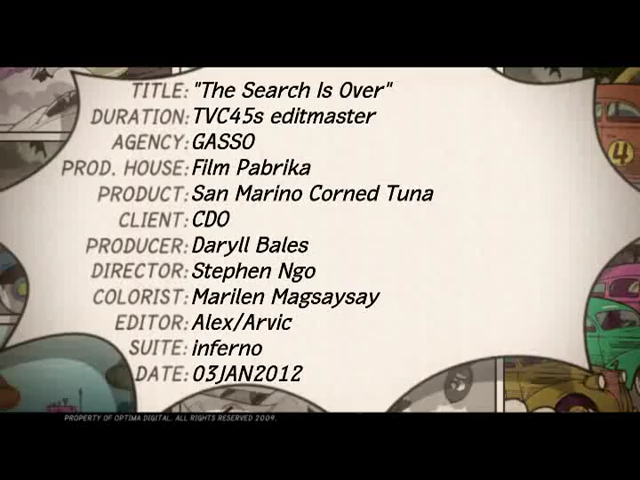 TITLE: "The Search Is Over"
DURATION: TVC45s editmaster
AGENCY: GASSO
PROD. HOUSE: Film Pabrika
PRODUCT: San Marino Corned Tuna
CLIENT: CDO
PRODUCER: Daryll Bales
DIRECTOR: Stephen Ngo
COLORIST: Marilen Magsaysay
EDITOR: Alex/Arvic
SUITE: inferno
DATE: 03JAN2012
PROPERTY OF OPTIMA DIGITAL. ALL RIGHTS RESERVED 2009.
4